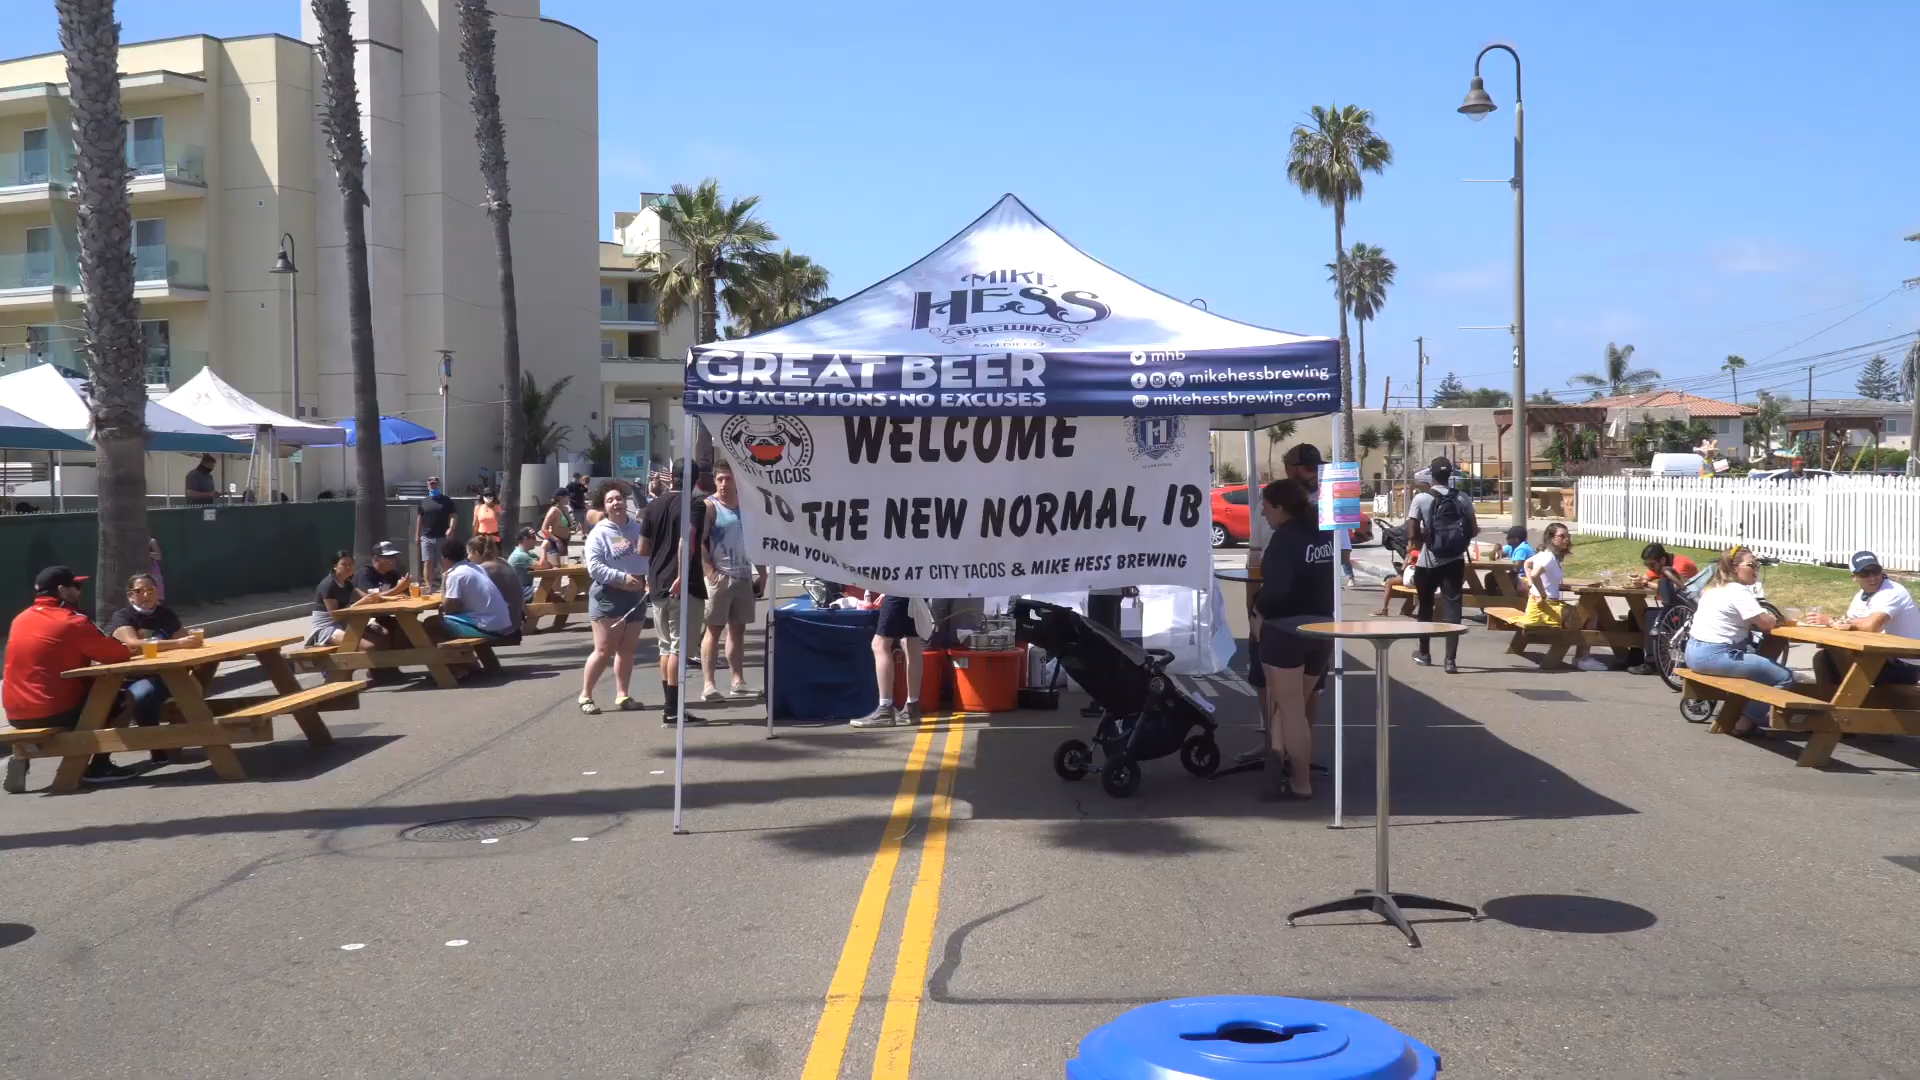 MIKE
HESS
BREWING
SAN DIEGO
GREAT BEER
NO EXCEPTIONS • NO EXCUSES
mhb
mikehessbrewing
mikehessbrewing.com
CITY TACOS
WELCOME
TO THE NEW NORMAL, IB
FROM YOUR FRIENDS AT CITY TACOS & MIKE HESS BREWING
H